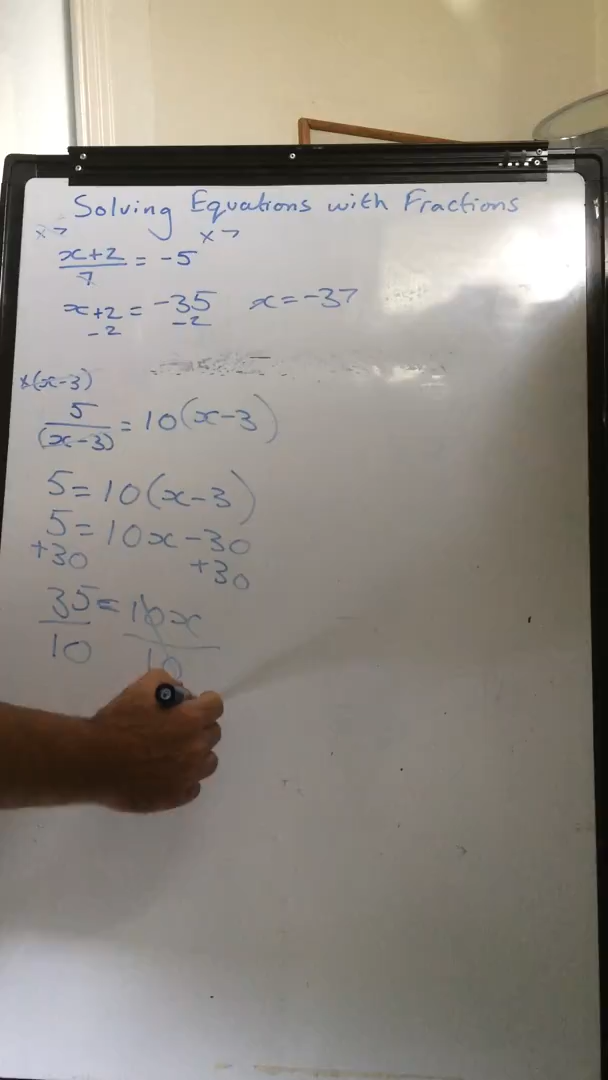 Solving Equations with Fractions
×7 ×7
x+2/7 = -5
x+2 = -35 x=-37
-2 -2
×(x-3)
5/(x-3) = 10(x-3)
5=10(x-3)
5=10x-30
+30 +30
35/10 = 10x/10